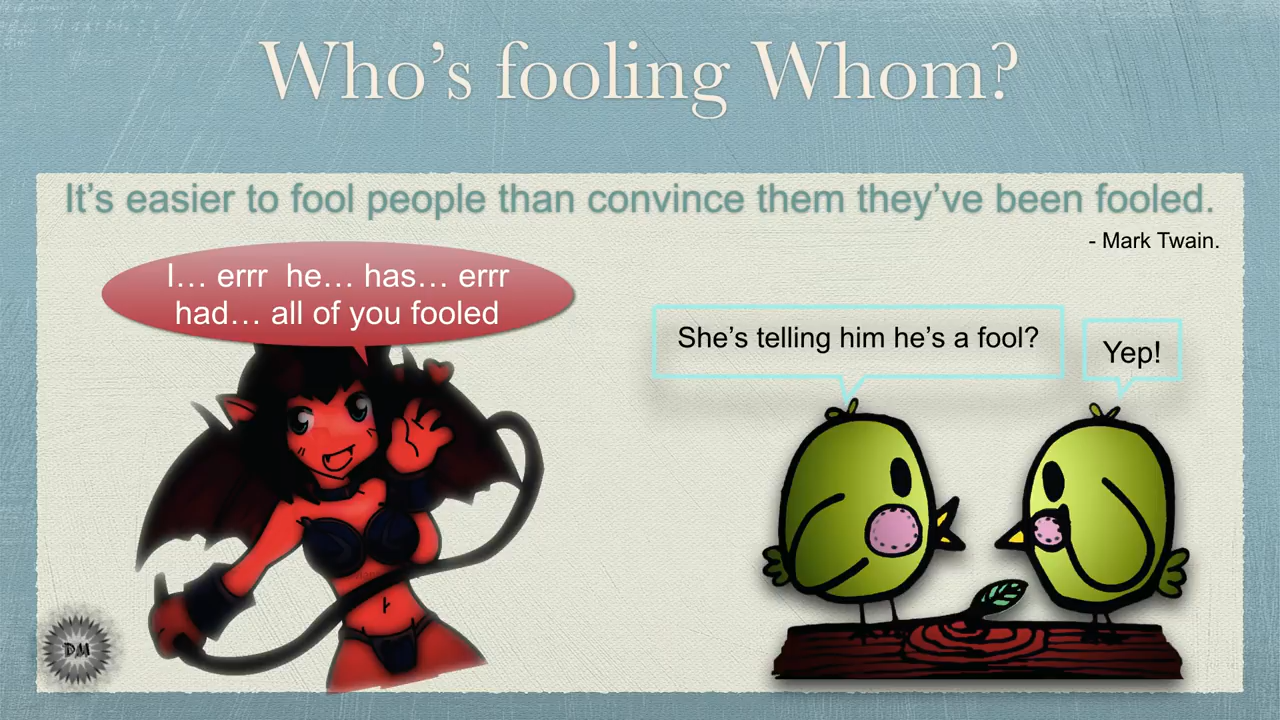 Who’s fooling Whom?
It’s easier to fool people than convince them they’ve been fooled.
- Mark Twain.
I… errr  he… has… errr
had… all of you fooled
She’s telling him he’s a fool?
Yep!
DM